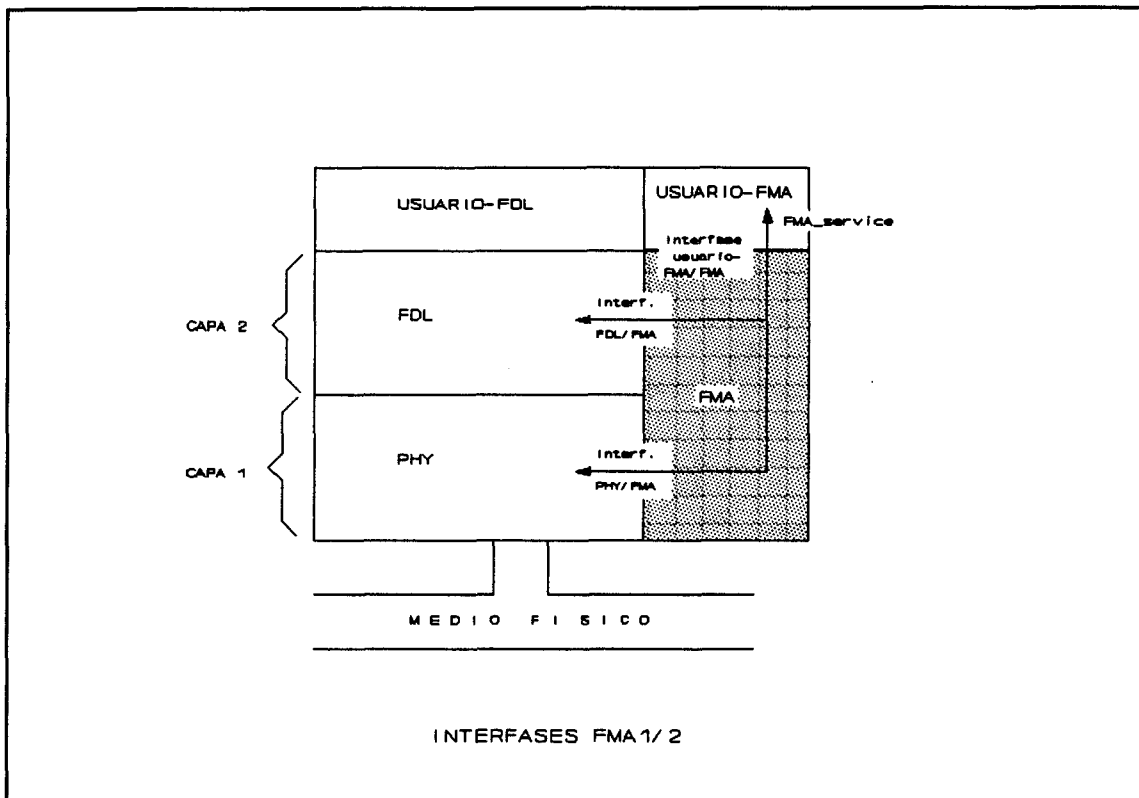 USUARIO-FDL
USUARIO-FMA
FMA_service
Interfase
usuario-
FMA/FMA
CAPA 2
FDL
Interf.
FDL/FMA
FMA
CAPA 1
PHY
Interf.
PHY/FMA
MEDIO FISICO
INTERFASES FMA1/2